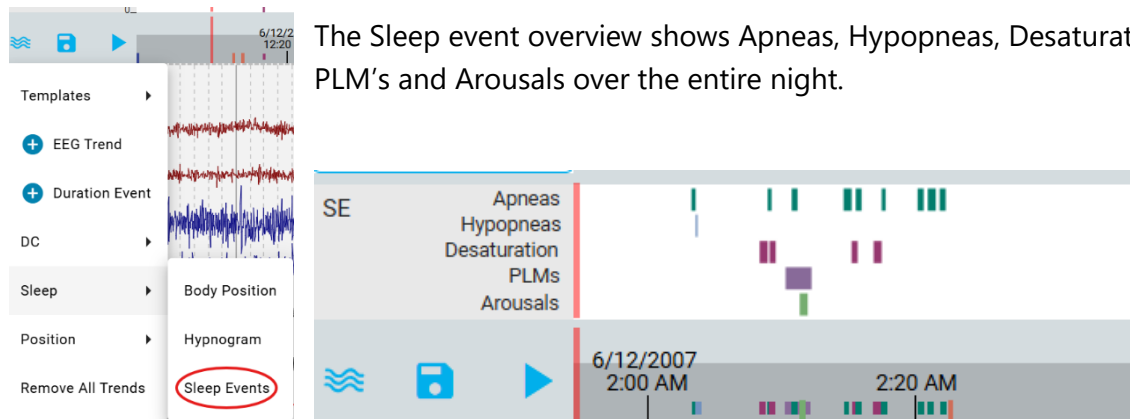 6/12/2
12:20
Templates
EEG Trend
Duration Event
DC
Sleep
Position
Remove All Trends
Body Position
Hypnogram
Sleep Events
The Sleep event overview shows Apneas, Hypopneas, Desaturat
PLM's and Arousals over the entire night.
SE
Apneas
Hypopneas
Desaturation
PLMs
Arousals
6/12/2007
2:00 AM
2:20 AM